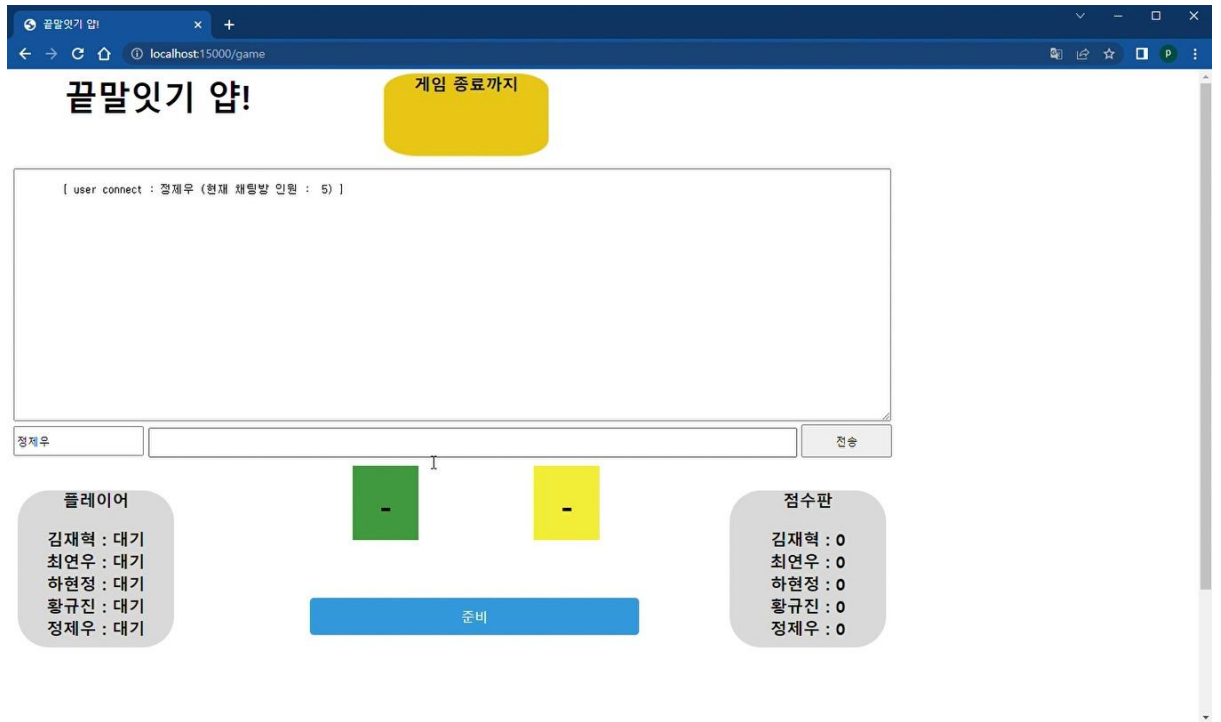 끝말잇기 얍!
localhost:15000/game
P
끝말잇기 얍!
게임 종료까지
[ user connect : 정제우 (현재 채팅방 인원 : 5) ]
정제우
전송
플레이어
김재혁 : 대기
최연우 : 대기
하현정 : 대기
황규진 : 대기
정제우 : 대기
-
-
준비
점수판
김재혁 : 0
최연우 : 0
하현정 : 0
황규진 : 0
정제우 : 0